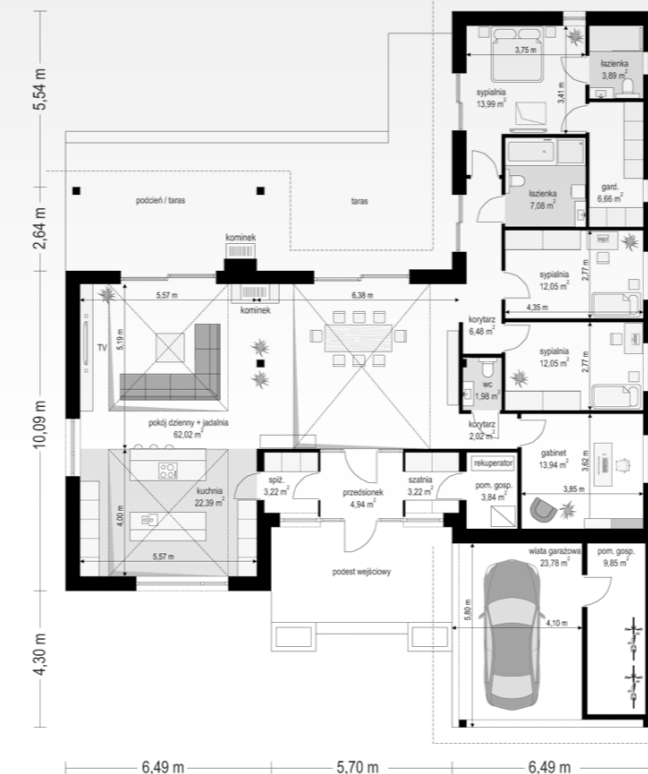 5,54 m
3,75 m
łazienka
3,89 m²
sypialnia
13,99 m²
3,41 m
łazienka
7,08 m²
gard.
6,66 m²
podcień / taras
taras
2,64 m
kominek
sypialnia
12,05 m²
2,77 m
4,35 m
5,57 m
kominek
6,38 m
TV
5,19 m
korytarz
6,48 m²
sypialnia
12,05 m²
2,77 m
wc
1,98 m²
10,09 m
pokój dzienny + jadalnia
62,02 m²
korytarz
2,02 m²
gabinet
13,94 m²
3,62 m
3,85 m
rekuperator
pom. gosp.
3,84 m²
spiż.
3,22 m²
przedsionek
4,94 m²
szatnia
3,22 m²
kuchnia
22,39 m²
4,00 m
5,57 m
podest wejściowy
wiata garażowa
23,78 m²
pom. gosp.
9,85 m²
5,80 m
4,10 m
4,30 m
6,49 m
5,70 m
6,49 m